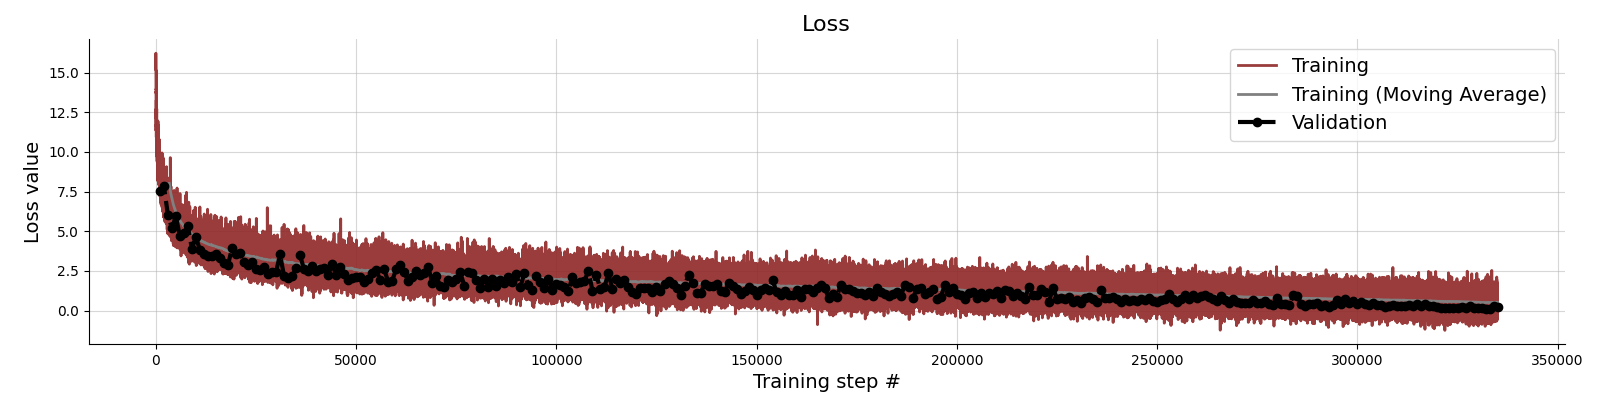 Loss
Loss value
15.0
12.5
10.0
7.5
5.0
2.5
0.0
Training
Training (Moving Average)
Validation
0 50000 100000 150000 200000 250000 300000 350000
Training step #